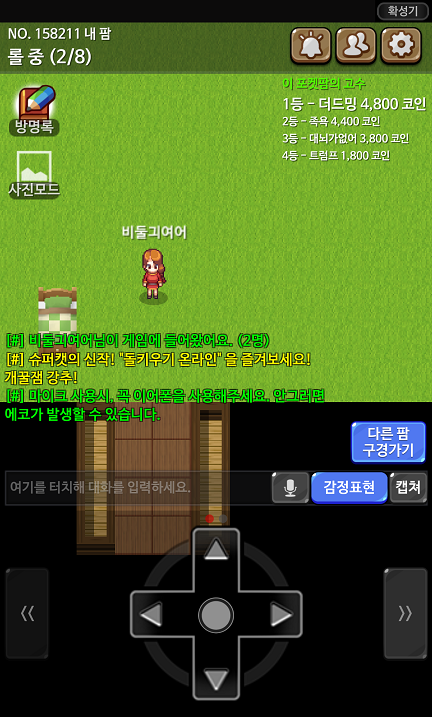 확성기
NO. 158211 내 팜
롤 중 (2/8)
이 포켓팜의 고수
1등 - 더드밍 4,800 코인
2등 - 족욕 4,400 코인
3등 - 대뇌가없어 3,800 코인
4등 - 트럼프 1,800 코인
방명록
사진모드
비둘긔여어
[#] 비둘긔여어님이 게임에 들어왔어요. (2명)
[#] 슈퍼캣의 신작! "돌키우기 온라인" 을 즐겨보세요!
개꿀잼 강추!
[#] 마이크 사용시, 꼭 이어폰을 사용해주세요. 안그러면
에코가 발생할 수 있습니다.
다른 팜
구경가기
여기를 터치해 대화를 입력하세요.
감정표현
캡쳐